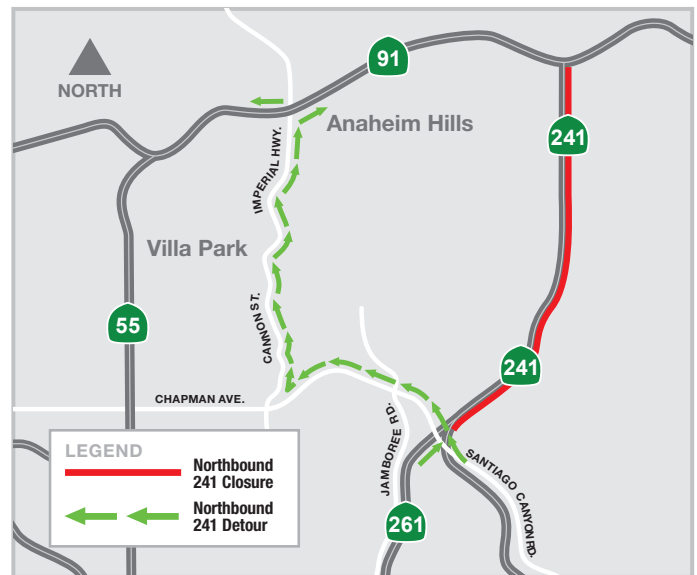 NORTH
91
Anaheim Hills
241
IMPERIAL HWY.
Villa Park
CANNON ST.
55
241
CHAPMAN AVE.
JAMBOREE RD.
SANTIAGO CANYON RD.
261
LEGEND
Northbound
241 Closure
Northbound
241 Detour